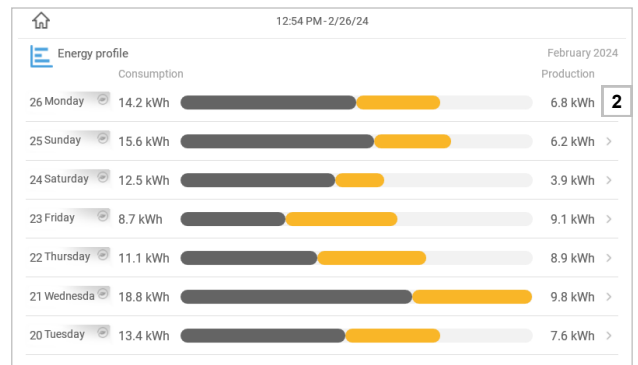 12:54 PM-2/26/24
Energy profile February 2024
Consumption Production
26 Monday 14.2 kWh 6.8 kWh 2
25 Sunday 15.6 kWh 6.2 kWh
24 Saturday 12.5 kWh 3.9 kWh
23 Friday 8.7 kWh 9.1 kWh
22 Thursday 11.1 kWh 8.9 kWh
21 Wednesda 18.8 kWh 9.8 kWh
20 Tuesday 13.4 kWh 7.6 kWh